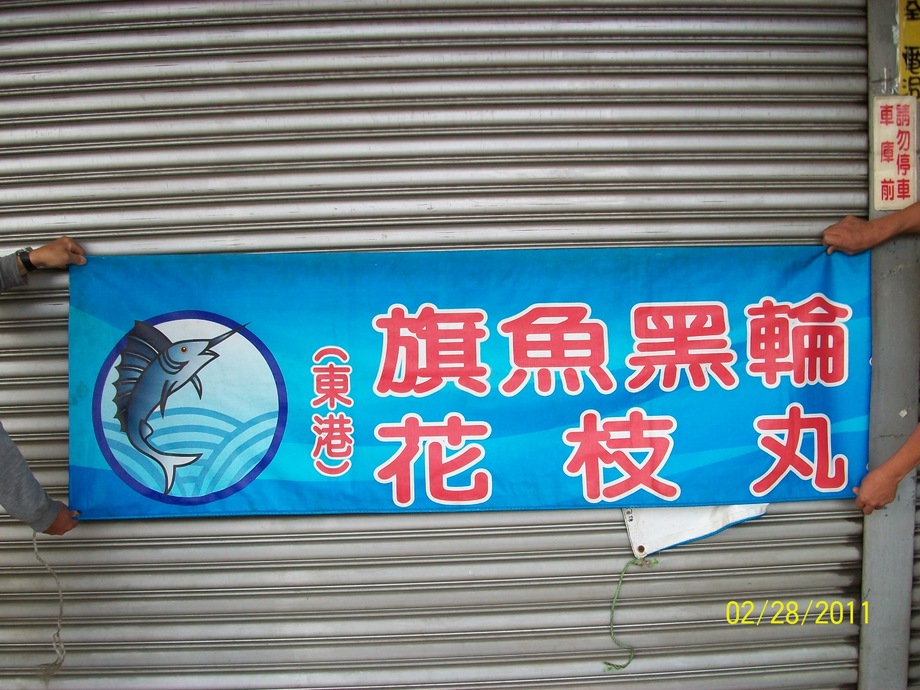 (東港)
旗魚黑輪
花枝丸
請勿停車
車庫前
全
02/28/2011